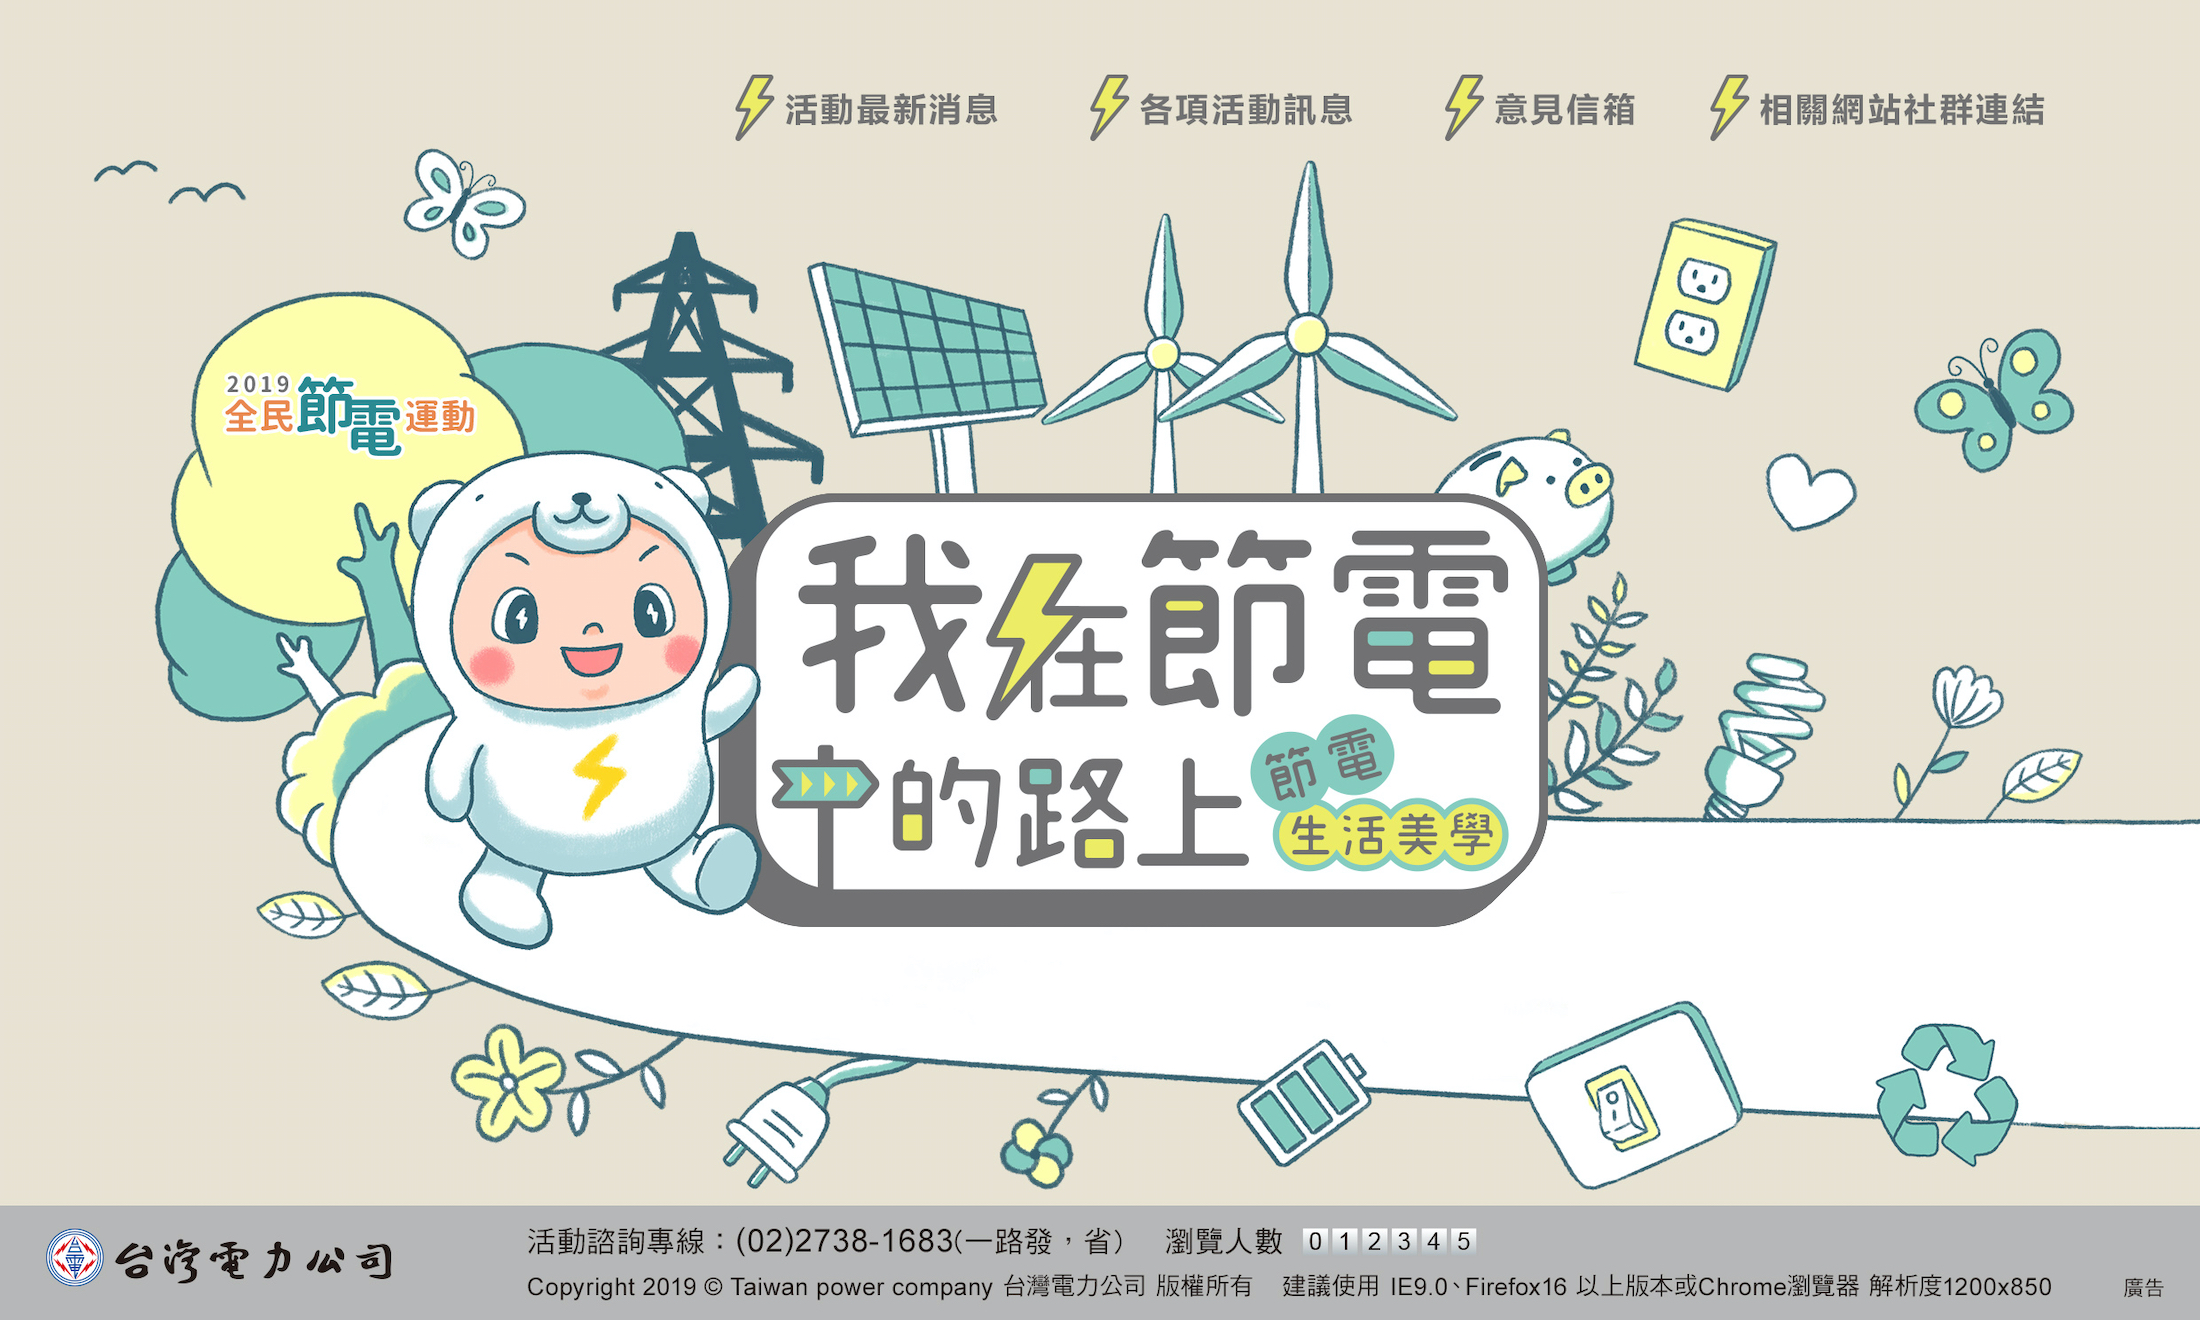 活動最新消息
各項活動訊息
意見信箱
相關網站社群連結
2019
全民節電運動
我在節電
的路上
節電
生活美學
台灣電力公司
活動諮詢專線：(02)2738-1683(一路發，省) 瀏覽人數 012345
Copyright 2019 © Taiwan power company 台灣電力公司 版權所有 建議使用 IE9.0、Firefox16 以上版本或Chrome瀏覽器 解析度1200x850
廣告